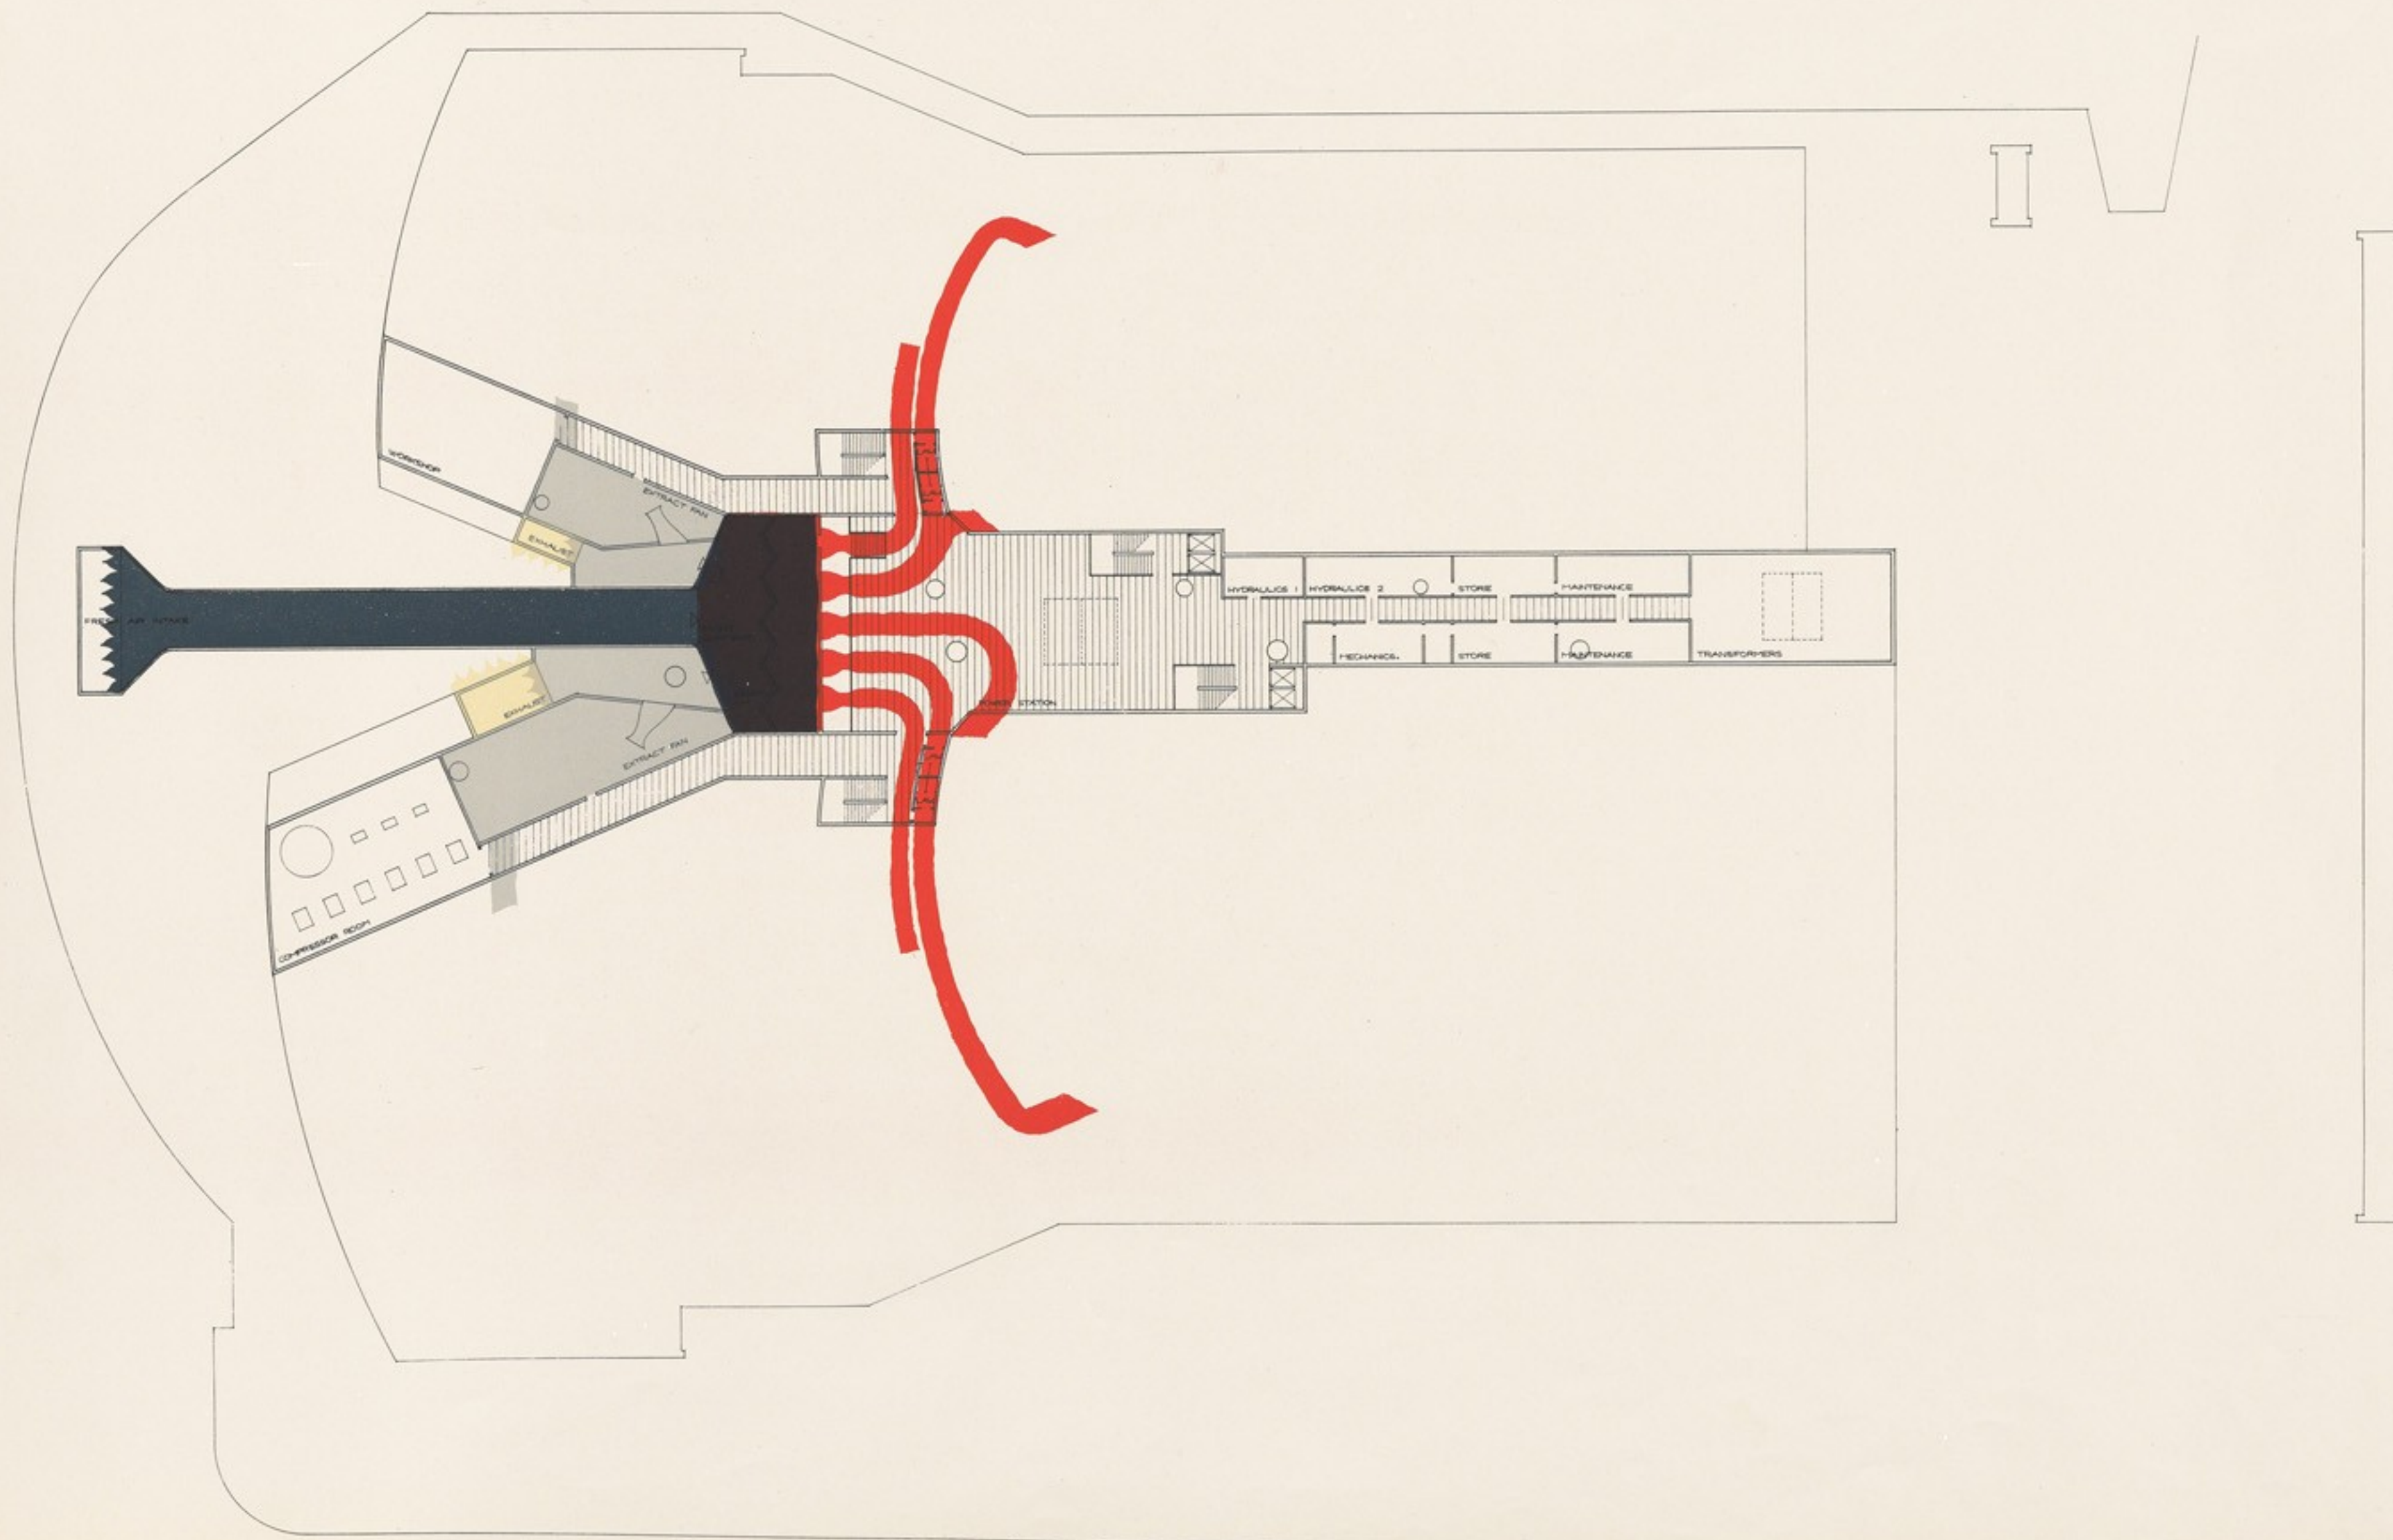 WORKSHOP
EXTRACT FAN
EXHAUST
FRESH AIR INTAKE
HYDRAULICS 1
HYDRAULICS 2
STORE
MAINTENANCE
MECHANICS.
STORE
MAINTENANCE
TRANSFORMERS
POWER STATION
EXHAUST
EXTRACT FAN
COMPRESSOR ROOM